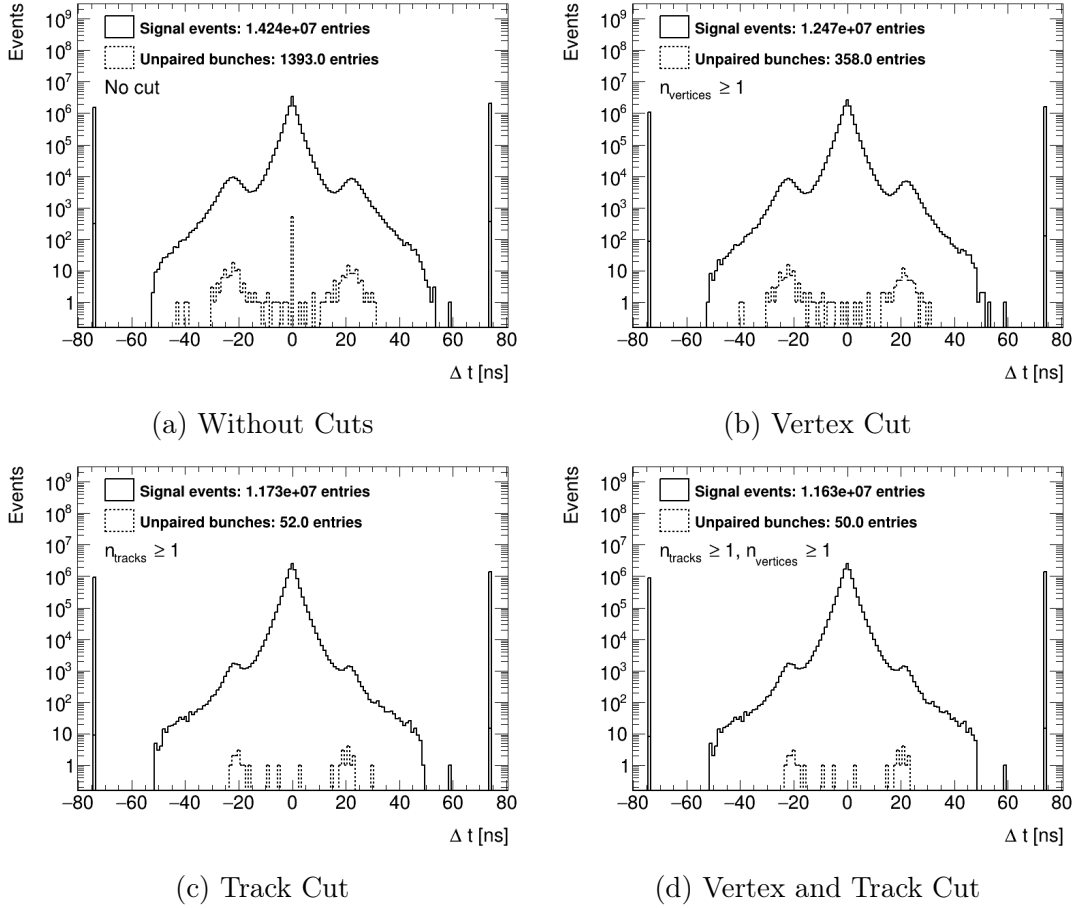 Events
10⁹
10⁸
10⁷
10⁶
10⁵
10⁴
10³
10²
10
1
Signal events: 1.424e+07 entries
Unpaired bunches: 1393.0 entries
No cut
−80 −60 −40 −20 0 20 40 60 80
Δ t [ns]
(a) Without Cuts
Events
10⁹
10⁸
10⁷
10⁶
10⁵
10⁴
10³
10²
10
1
Signal events: 1.247e+07 entries
Unpaired bunches: 358.0 entries
n_vertices ≥ 1
−80 −60 −40 −20 0 20 40 60 80
Δ t [ns]
(b) Vertex Cut
Events
10⁹
10⁸
10⁷
10⁶
10⁵
10⁴
10³
10²
10
1
Signal events: 1.173e+07 entries
Unpaired bunches: 52.0 entries
n_tracks ≥ 1
−80 −60 −40 −20 0 20 40 60 80
Δ t [ns]
(c) Track Cut
Events
10⁹
10⁸
10⁷
10⁶
10⁵
10⁴
10³
10²
10
1
Signal events: 1.163e+07 entries
Unpaired bunches: 50.0 entries
n_tracks ≥ 1, n_vertices ≥ 1
−80 −60 −40 −20 0 20 40 60 80
Δ t [ns]
(d) Vertex and Track Cut